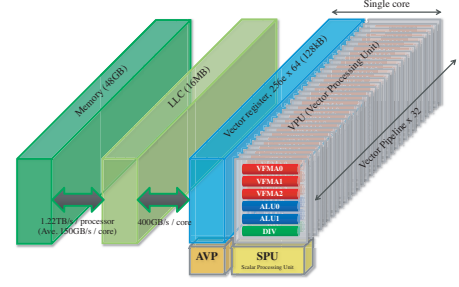 Single core
Memory (48GB)
LLC (16MB)
Vector register, 256e x 64 (128kB)
VPU (Vector Processing Unit)
Vector Pipeline x 32
VFMA0
VFMA1
VFMA2
ALU0
ALU1
DIV
1.22TB/s / processor
(Ave. 150GB/s / core)
400GB/s / core
AVP
SPU
Scalar Processing Unit